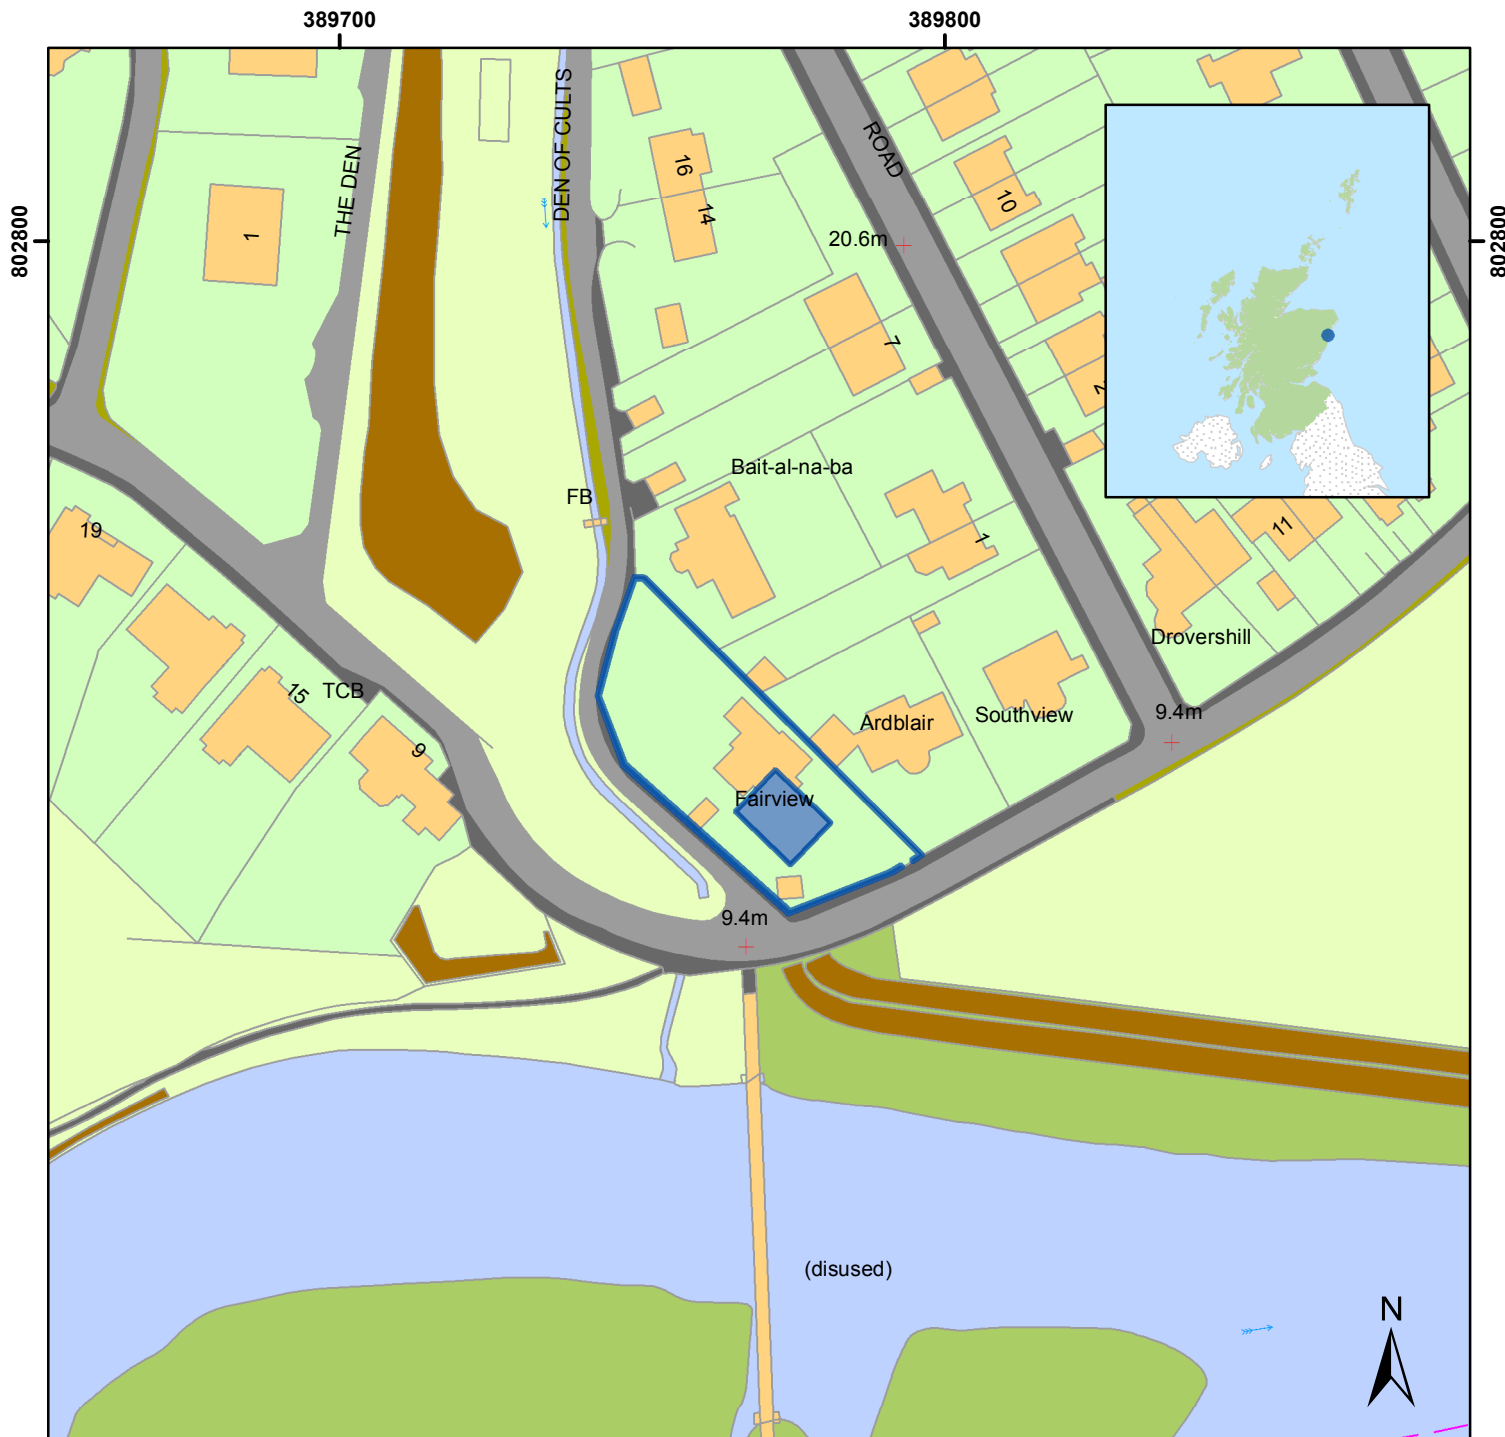 389700
389800
802800
802800
THE DEN
DEN OF CULTS
ROAD
1
16
14
10
20.6m
7
2
Bait-al-na-ba
FB
19
1
11
Drovershill
15
TCB
9
Ardblair
Southview
9.4m
Fairview
9.4m
(disused)
N